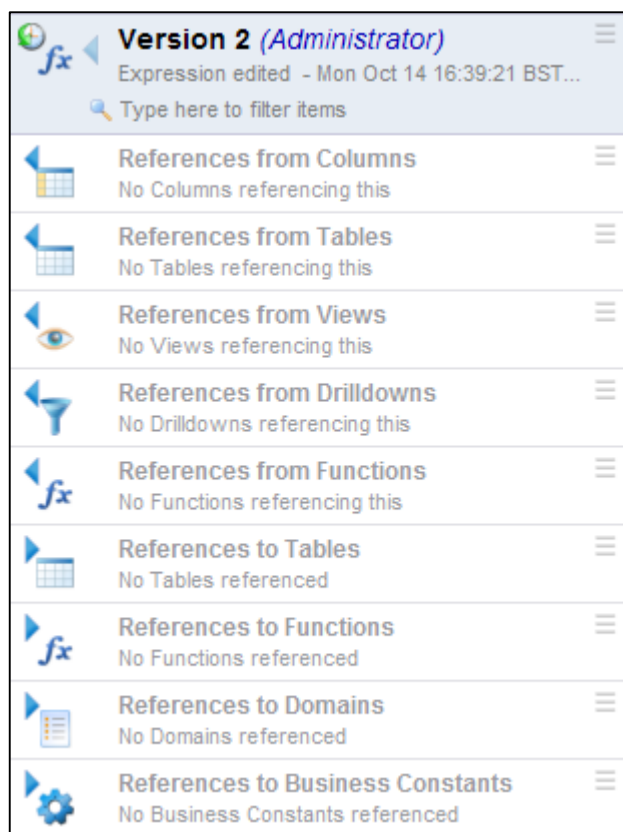 Version 2 (Administrator)
Expression edited - Mon Oct 14 16:39:21 BST...
Type here to filter items
References from Columns
No Columns referencing this
References from Tables
No Tables referencing this
References from Views
No Views referencing this
References from Drilldowns
No Drilldowns referencing this
fx References from Functions
No Functions referencing this
References to Tables
No Tables referenced
References to Functions
No Functions referenced
References to Domains
No Domains referenced
References to Business Constants
No Business Constants referenced